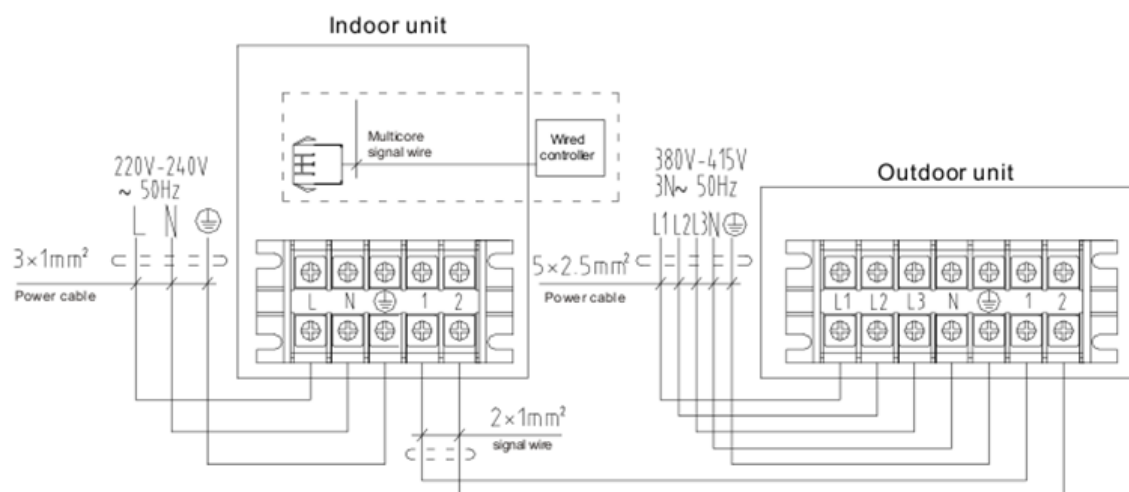 Indoor unit
Multicore
signal wire
Wired
controller
220V-240V
~ 50Hz
L N
3×1mm²
Power cable
L N 1 2
2×1mm²
signal wire
380V-415V
3N~ 50Hz
L1 L2 L3 N
5×2.5mm²
Power cable
Outdoor unit
L1 L2 L3 N 1 2